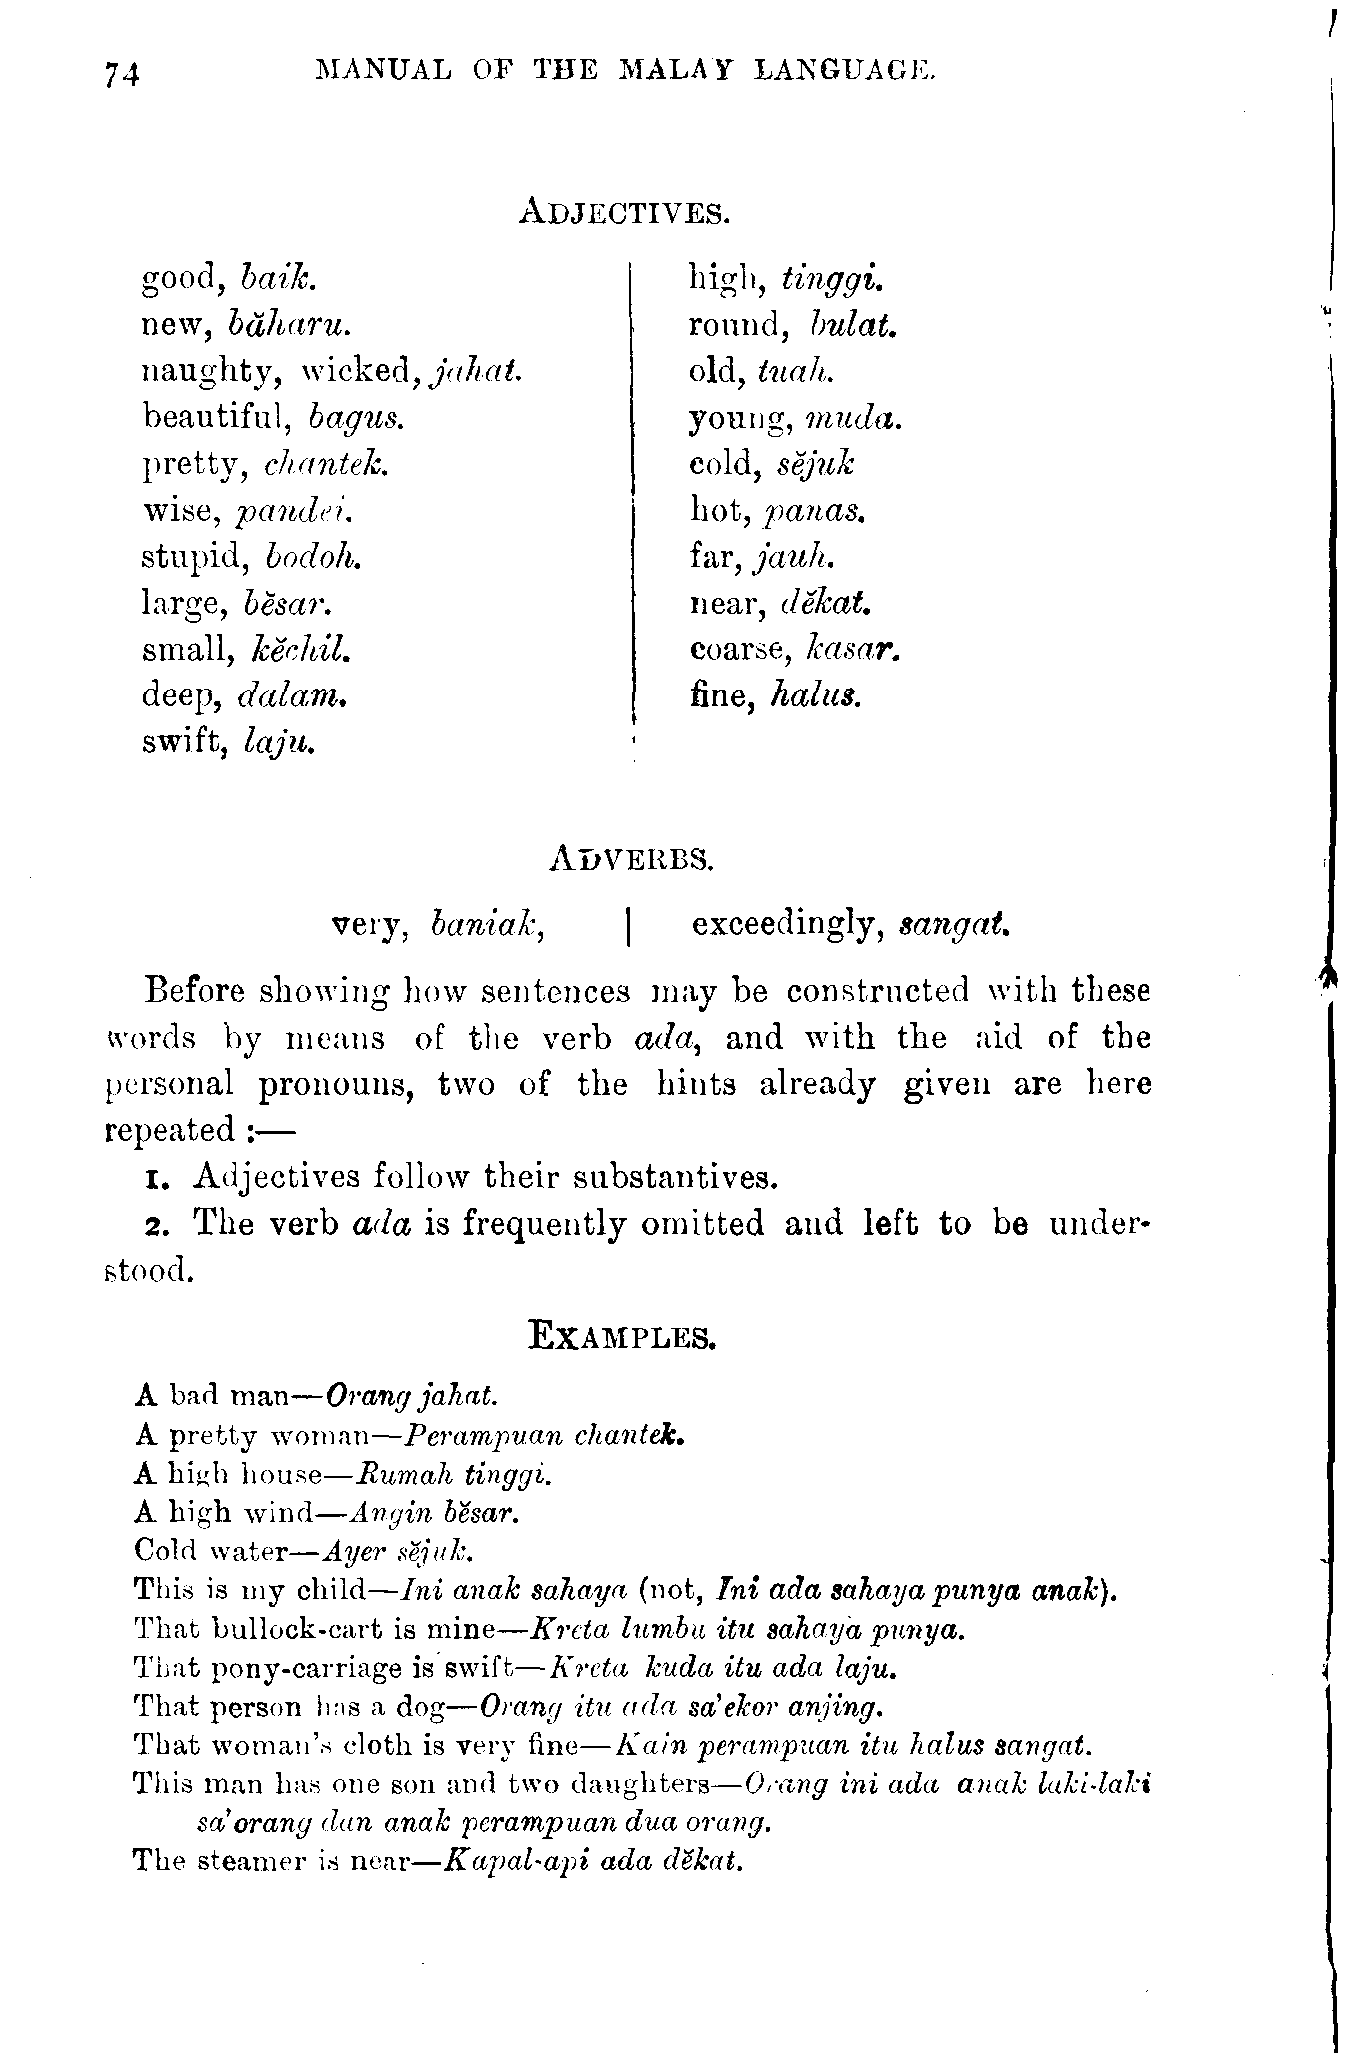 74 MANUAL OF THE MALAY LANGUAGE.
ADJECTIVES.
good, baik.
new, băharu.
naughty, wicked, jahat.
beautiful, bagus.
pretty, chantek.
wise, pandei.
stupid, bodoh.
large, bĕsar.
small, kĕchil.
deep, dalam.
swift, laju.
high, tinggi.
round, bulat.
old, tuah.
young, muda.
cold, sĕjuk
hot, panas.
far, jauh.
near, dĕkat.
coarse, kasar.
fine, halus.
ADVERBS.
very, baniak, | exceedingly, sangat.
Before showing how sentences may be constructed with these
words by means of the verb ada, and with the aid of the
personal pronouns, two of the hints already given are here
repeated :—
1. Adjectives follow their substantives.
2. The verb ada is frequently omitted and left to be under-
stood.
EXAMPLES.
A bad man—Orang jahat.
A pretty woman—Perampuan chantek.
A high house—Rumah tinggi.
A high wind—Angin bĕsar.
Cold water—Ayer sĕjuk.
This is my child—Ini anak sahaya (not, Ini ada sahaya punya anak).
That bullock-cart is mine—Kreta lumbu itu sahaya punya.
That pony-carriage is swift—Kreta kuda itu ada laju.
That person has a dog—Orang itu ada sa'ekor anjing.
That woman's cloth is very fine—Kain perampuan itu halus sangat.
This man has one son and two daughters—Orang ini ada anak laki-laki
sa'orang dan anak perampuan dua orang.
The steamer is near—Kapal-api ada dĕkat.